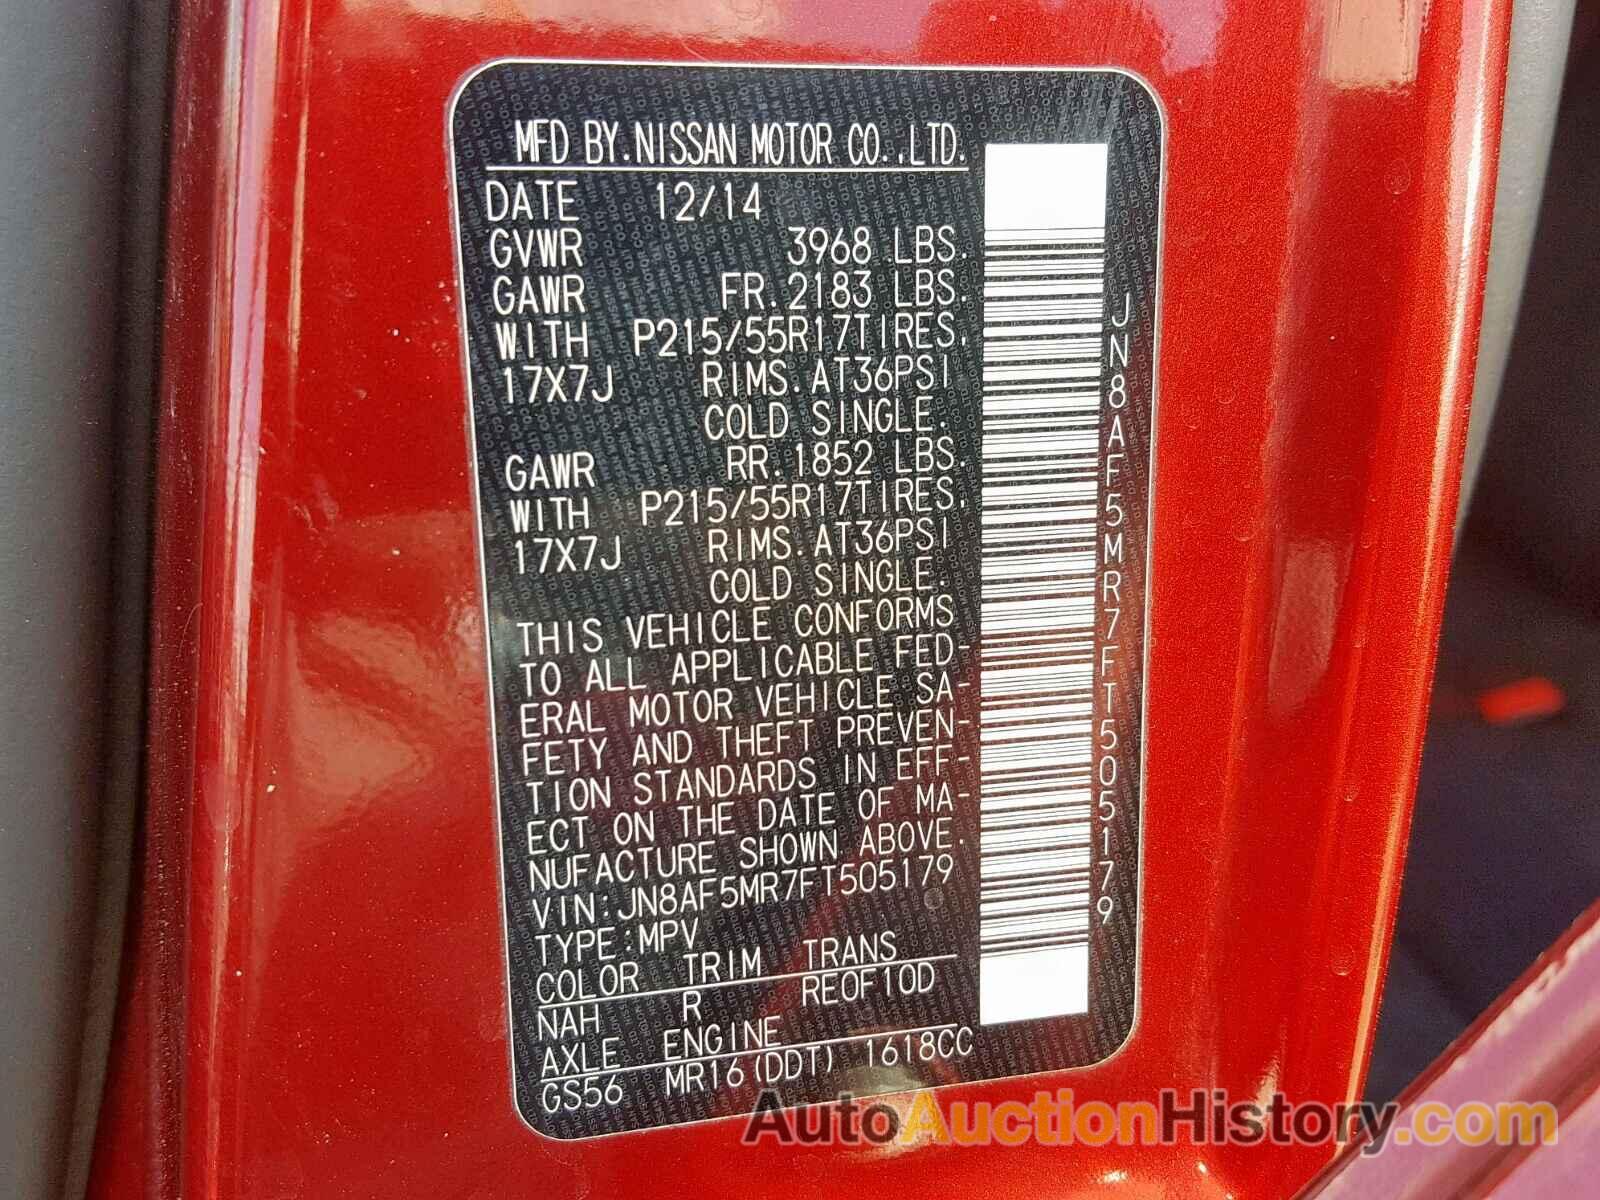 MFD BY.NISSAN MOTOR CO.,LTD.
DATE 12/14
GVWR 3968 LBS.
GAWR FR.2183 LBS.
WITH P215/55R17TIRES.
17X7J RIMS.AT36PSI
COLD SINGLE.
GAWR RR.1852 LBS.
WITH P215/55R17TIRES.
17X7J RIMS.AT36PSI
COLD SINGLE.
THIS VEHICLE CONFORMS
TO ALL APPLICABLE FED-
ERAL MOTOR VEHICLE SA-
FETY AND THEFT PREVEN-
TION STANDARDS IN EFF-
ECT ON THE DATE OF MA-
NUFACTURE SHOWN ABOVE.
VIN:JN8AF5MR7FT505179
TYPE:MPV
COLOR TRIM TRANS
NAH R RE0F10D
AXLE ENGINE
GS56 MR16(DDT) 1618CC
JN8AF5MR7FT505179
AutoAuctionHistory.com